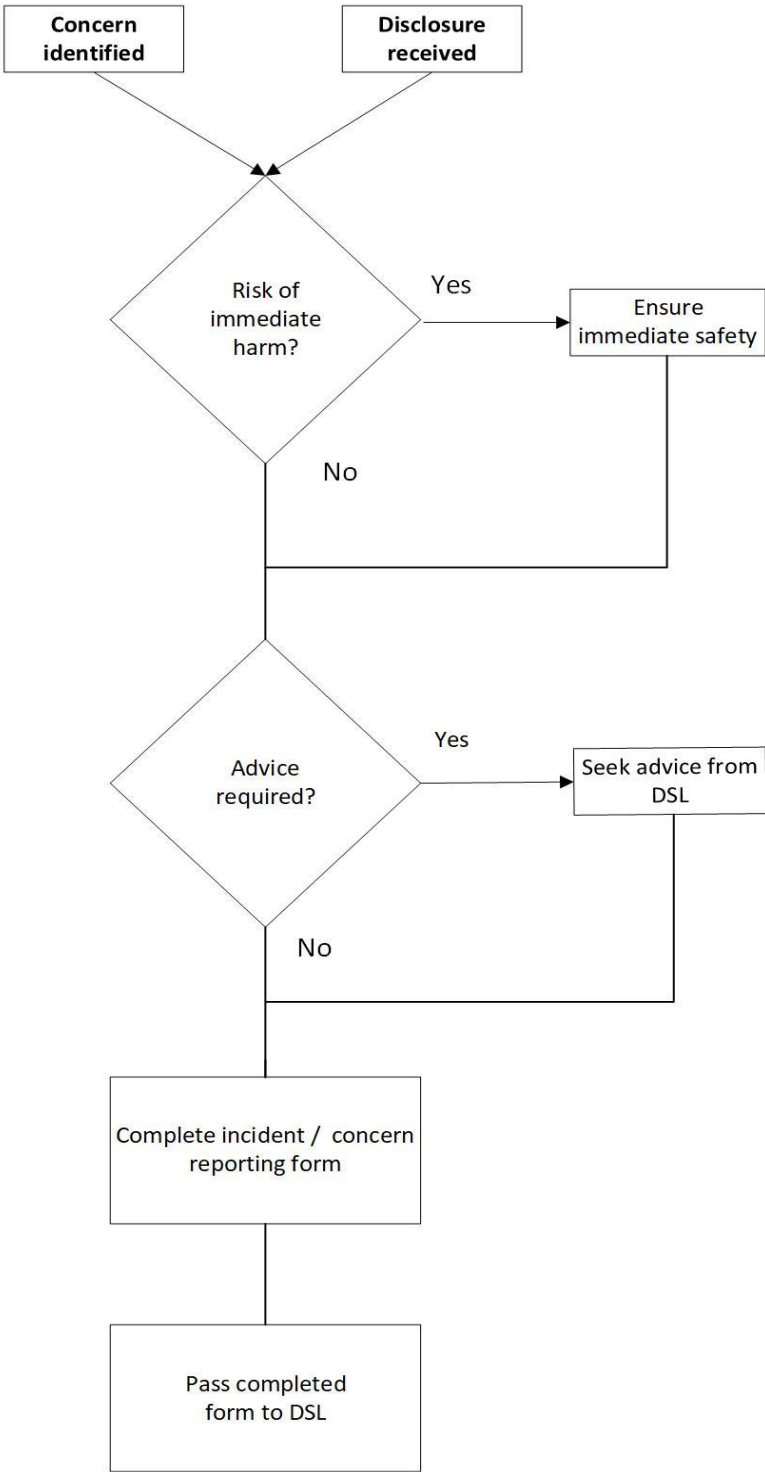 Concern
identified
Disclosure
received
Risk of
immediate
harm?
Yes
Ensure
immediate safety
No
Advice
required?
Yes
Seek advice from
DSL
No
Complete incident / concern
reporting form
Pass completed
form to DSL